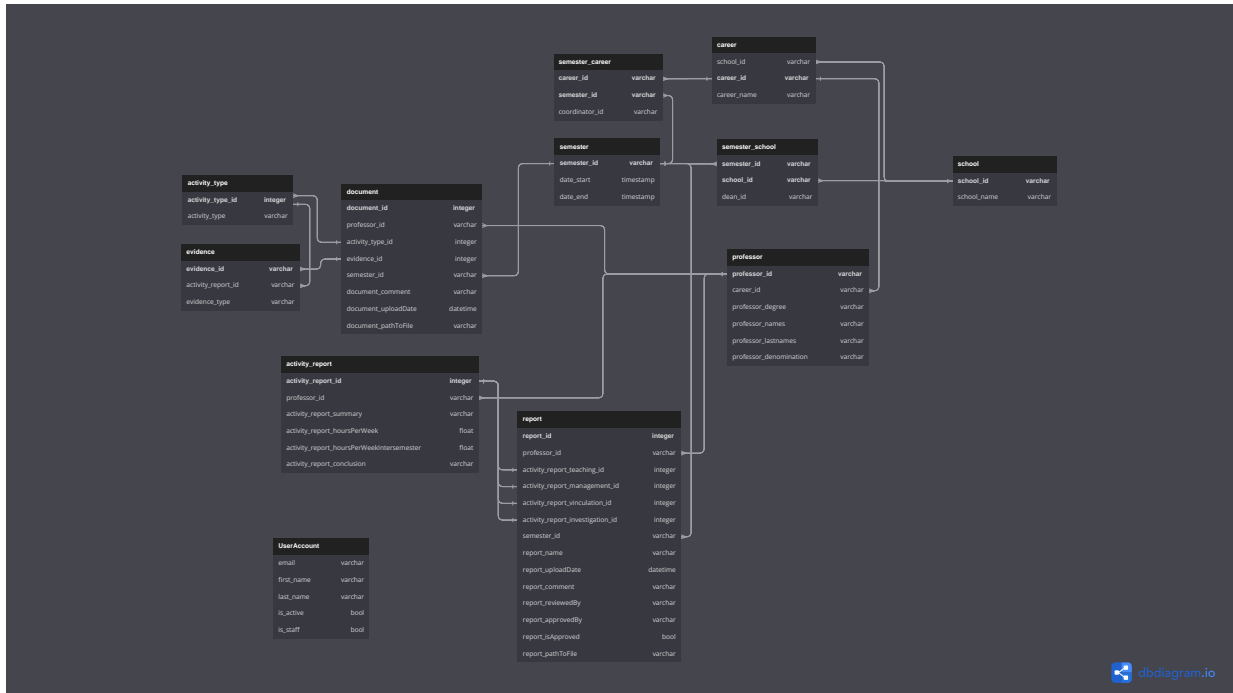 career
school_id varchar
career_id varchar
career_name varchar
semester_career
career_id varchar
semester_id varchar
coordinator_id varchar
semester
semester_id varchar
date_start timestamp
date_end timestamp
semester_school
semester_id varchar
school_id varchar
dean_id varchar
school
school_id varchar
school_name varchar
activity_type
activity_type_id integer
activity_type varchar
document
document_id integer
professor_id varchar
activity_type_id integer
evidence_id integer
semester_id varchar
document_comment varchar
document_uploadDate datetime
document_pathToFile varchar
evidence
evidence_id varchar
activity_report_id varchar
evidence_type varchar
professor
professor_id varchar
career_id varchar
professor_degree varchar
professor_names varchar
professor_lastnames varchar
professor_denomination varchar
activity_report
activity_report_id integer
professor_id varchar
activity_report_summary varchar
activity_report_hoursPerWeek float
activity_report_hoursPerWeekIntersemester float
activity_report_conclusion varchar
report
report_id integer
professor_id varchar
activity_report_teaching_id integer
activity_report_management_id integer
activity_report_vinculation_id integer
activity_report_investigation_id integer
semester_id varchar
report_name varchar
report_uploadDate datetime
report_comment varchar
report_reviewedBy varchar
report_approvedBy varchar
report_isApproved bool
report_pathToFile varchar
UserAccount
email varchar
first_name varchar
last_name varchar
is_active bool
is_staff bool
dbdiagram.io